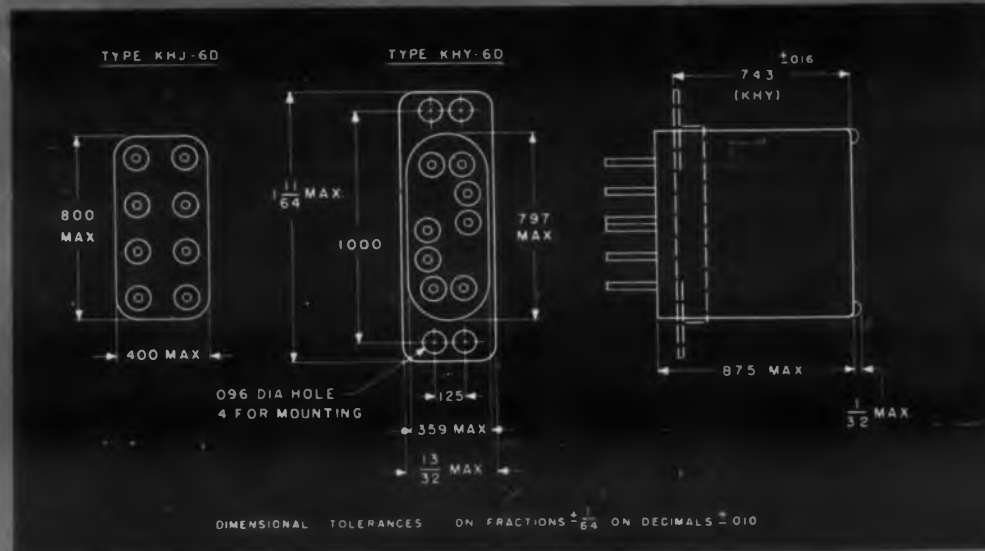 TYPE KHJ-6D
TYPE KHY-6D
±016
743
(KHY)
800
MAX
400 MAX
1 11/64 MAX
1000
797
MAX
096 DIA HOLE
4 FOR MOUNTING
125
359 MAX
13/32 MAX
875 MAX
1/32 MAX
DIMENSIONAL TOLERANCES ON FRACTIONS ± 1/64 ON DECIMALS ± 010